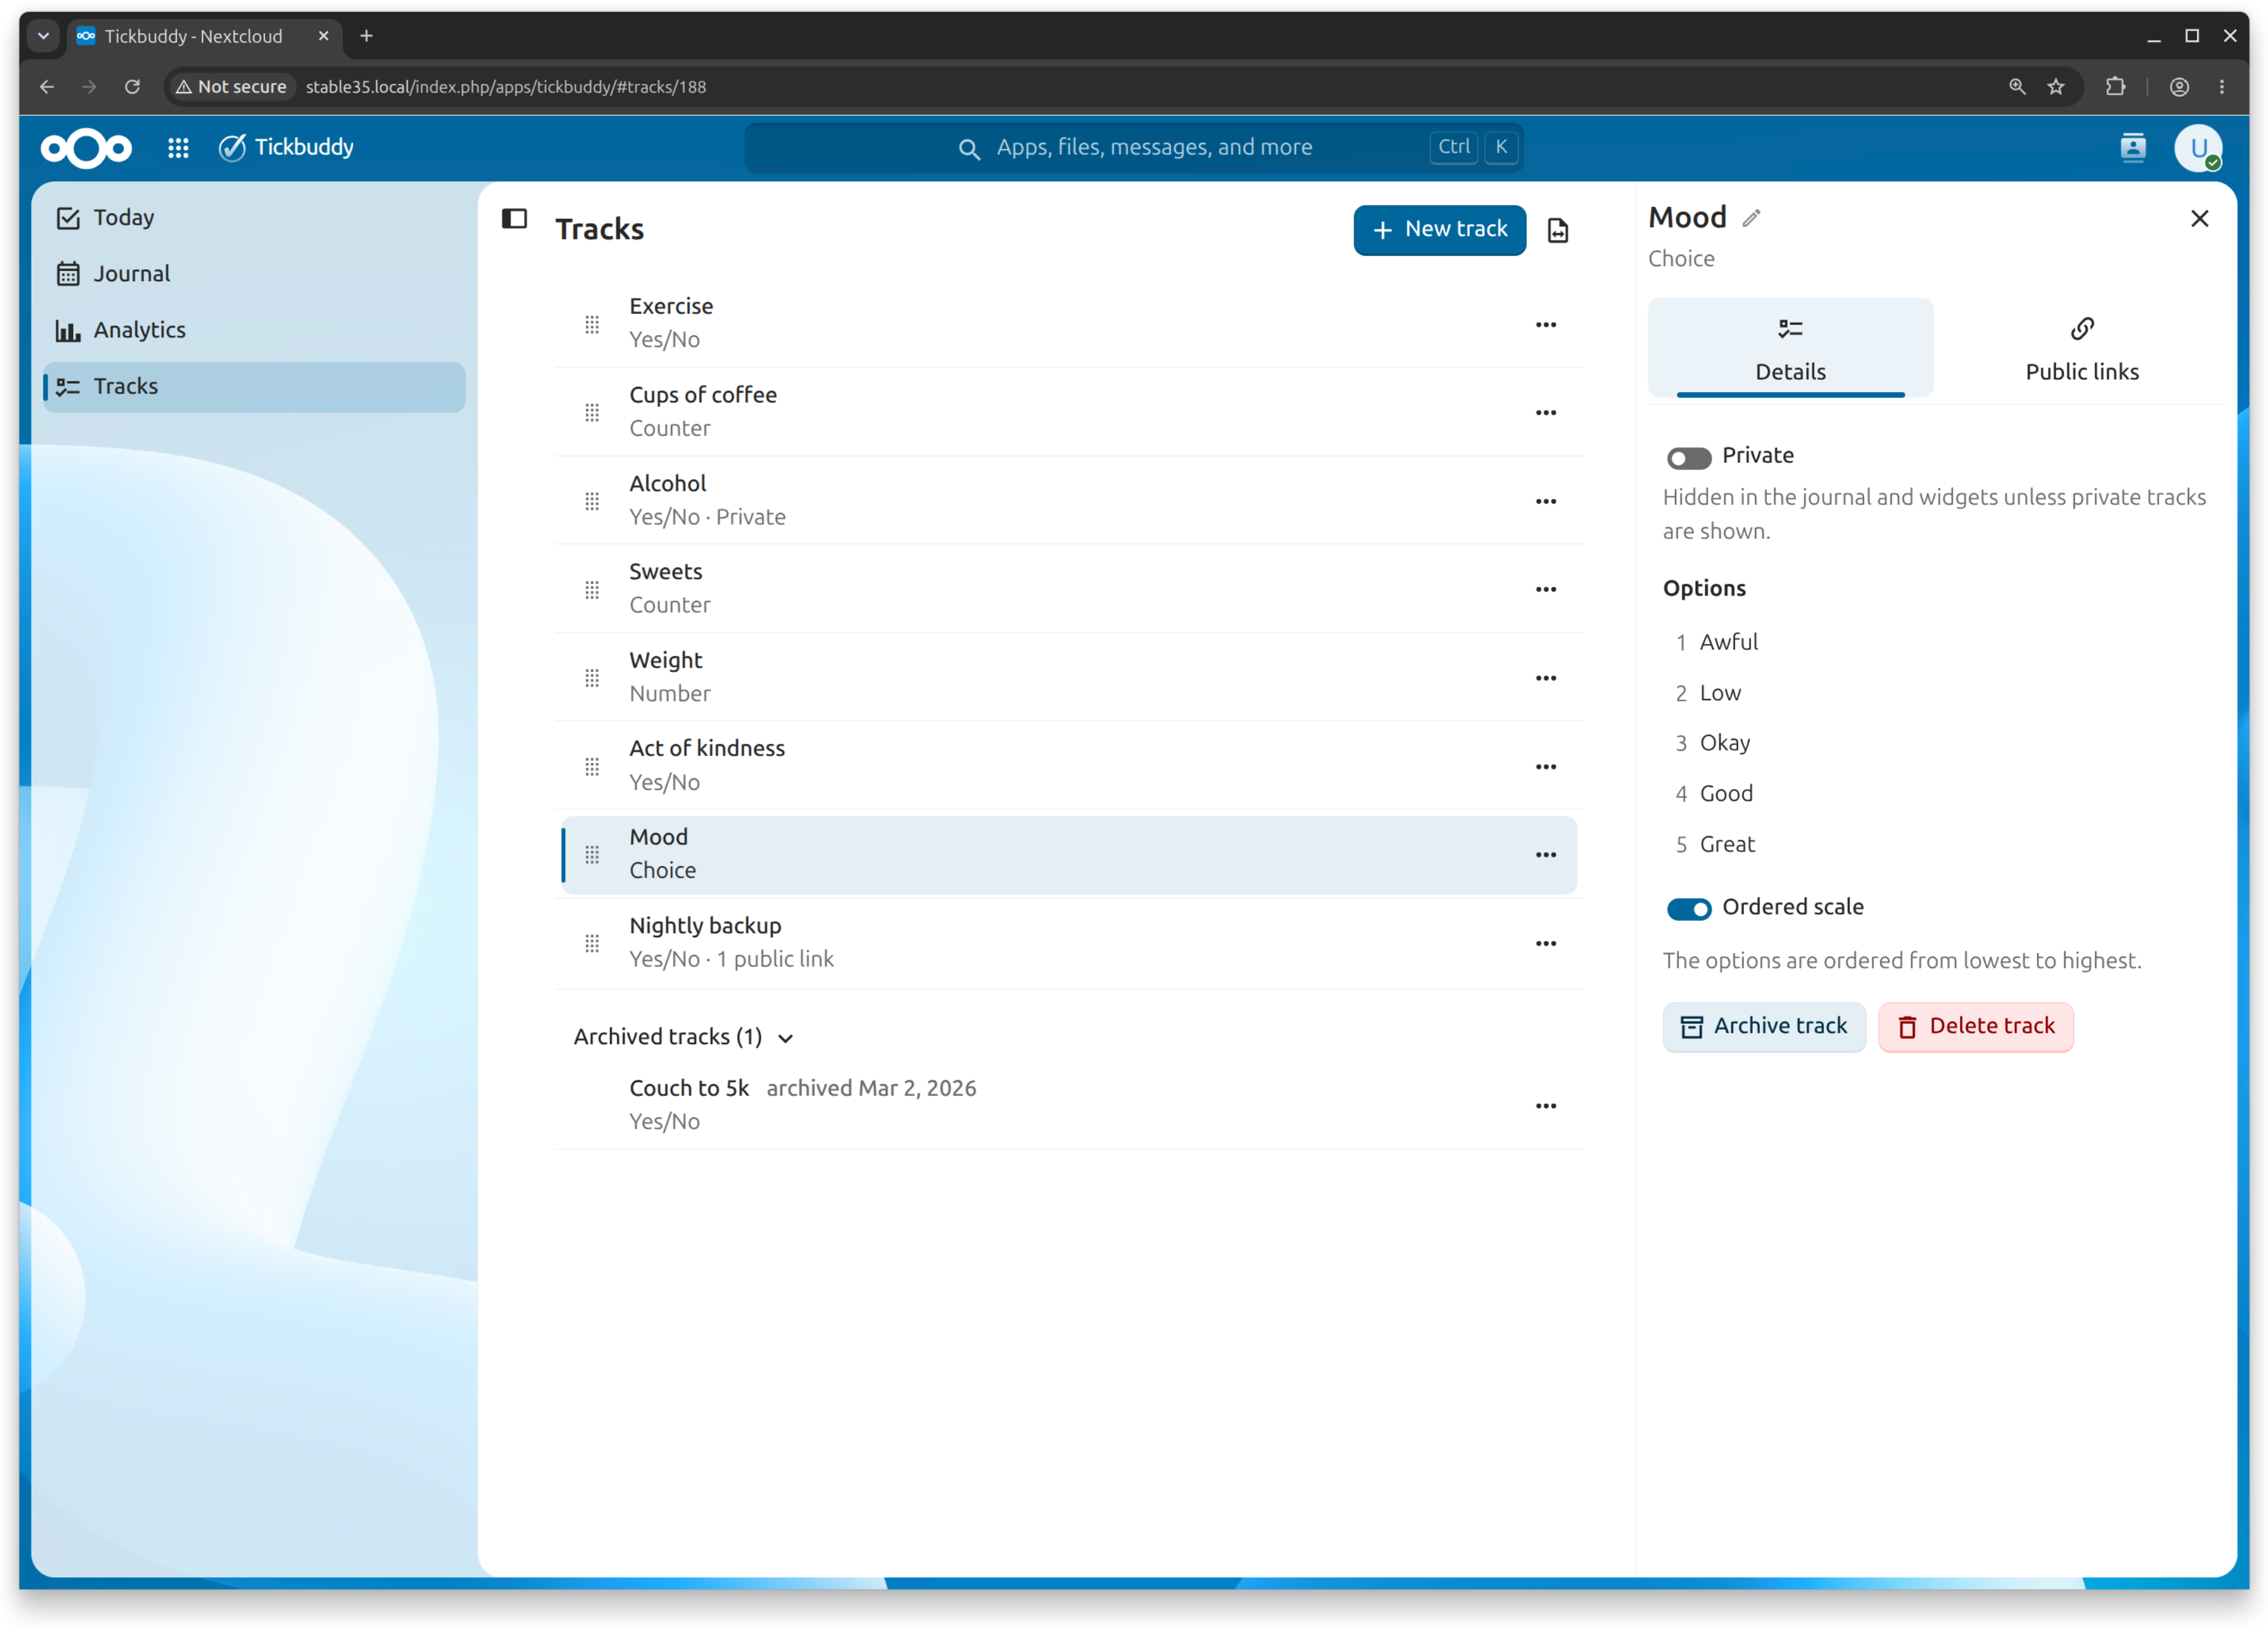 Tickbuddy - Nextcloud
Not secure
stable35.local/index.php/apps/tickbuddy/#tracks/188
Tickbuddy
Apps, files, messages, and more
Ctrl
K
U
Today
Journal
Analytics
Tracks
Tracks
New track
Exercise
Yes/No
Cups of coffee
Counter
Alcohol
Yes/No · Private
Sweets
Counter
Weight
Number
Act of kindness
Yes/No
Mood
Choice
Nightly backup
Yes/No · 1 public link
Archived tracks (1)
Couch to 5k archived Mar 2, 2026
Yes/No
Mood
Choice
Details
Public links
Private
Hidden in the journal and widgets unless private tracks
are shown.
Options
1 Awful
2 Low
3 Okay
4 Good
5 Great
Ordered scale
The options are ordered from lowest to highest.
Archive track
Delete track